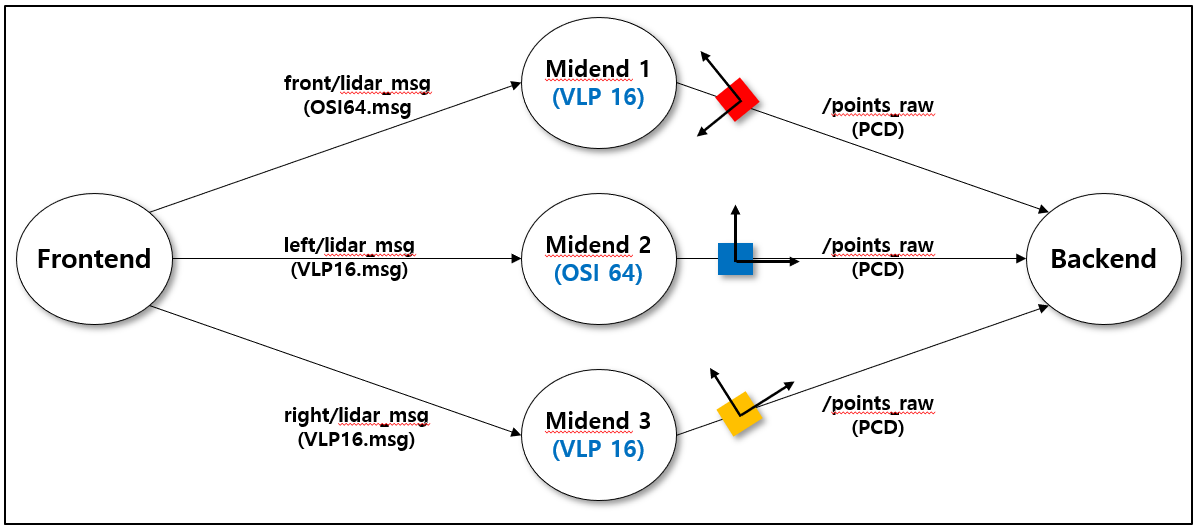 front/lidar_msg
(OSI64.msg
Midend 1
(VLP 16)
/points_raw
(PCD)
Frontend
left/lidar_msg
(VLP16.msg)
Midend 2
(OSI 64)
/points_raw
(PCD)
Backend
right/lidar_msg
(VLP16.msg)
Midend 3
(VLP 16)
/points_raw
(PCD)